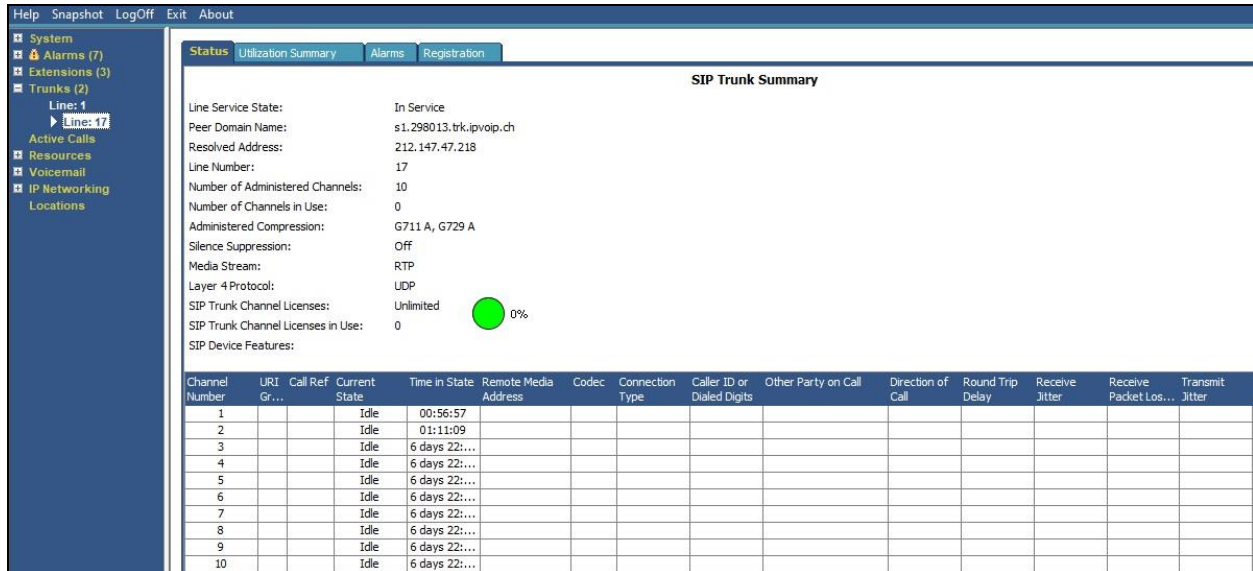 Help Snapshot LogOff Exit About
System
Alarms (7)
Extensions (3)
Trunks (2)
Line: 1
Line: 17
Active Calls
Resources
Voicemail
IP Networking
Locations
Status Utilization Summary Alarms Registration
SIP Trunk Summary
Line Service State: In Service
Peer Domain Name: s1.298013.trk.ipvoip.ch
Resolved Address: 212.147.47.218
Line Number: 17
Number of Administered Channels: 10
Number of Channels in Use: 0
Administered Compression: G711 A, G729 A
Silence Suppression: Off
Media Stream: RTP
Layer 4 Protocol: UDP
SIP Trunk Channel Licenses: Unlimited
0%
SIP Trunk Channel Licenses in Use: 0
SIP Device Features:
Channel URI Call Ref Current Time in State Remote Media Codec Connection Caller ID or Other Party on Call Direction of Round Trip Receive Receive Transmit
Number Gr... State Address Type Dialed Digits Call Delay Jitter Packet Los... Jitter
1 Idle 00:56:57
2 Idle 01:11:09
3 Idle 6 days 22:...
4 Idle 6 days 22:...
5 Idle 6 days 22:...
6 Idle 6 days 22:...
7 Idle 6 days 22:...
8 Idle 6 days 22:...
9 Idle 6 days 22:...
10 Idle 6 days 22:...